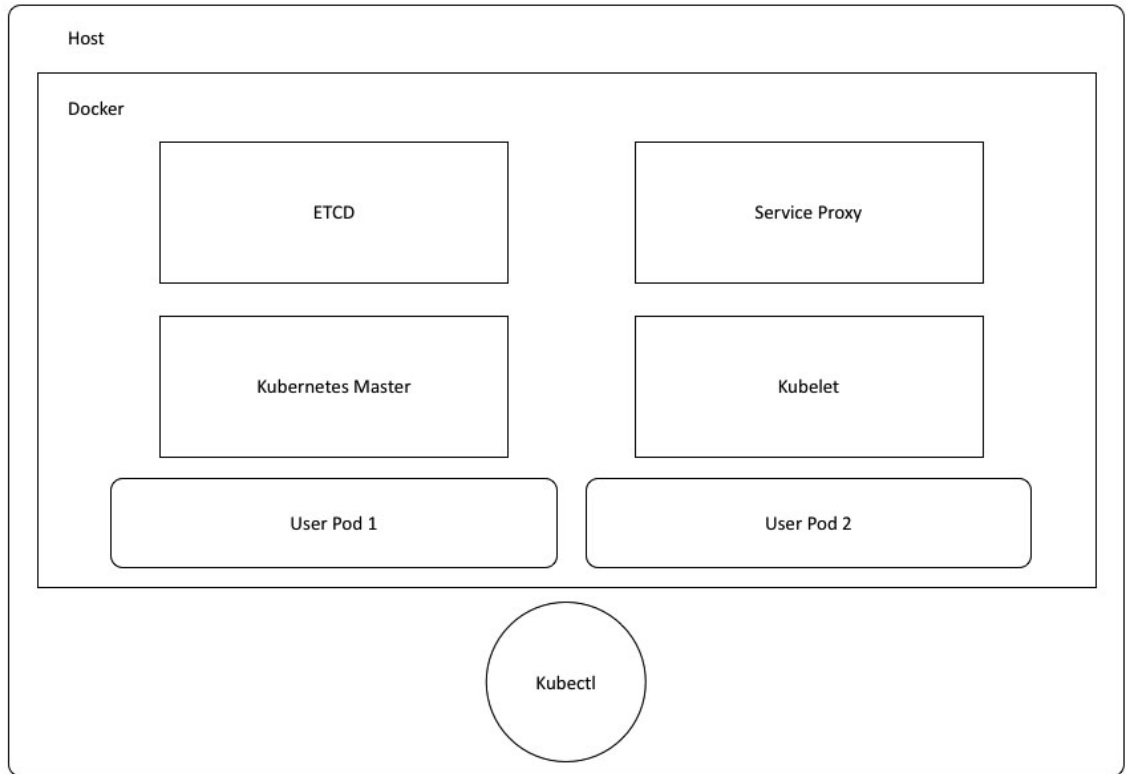 Host
Docker
ETCD
Service Proxy
Kubernetes Master
Kubelet
User Pod 1
User Pod 2
Kubectl